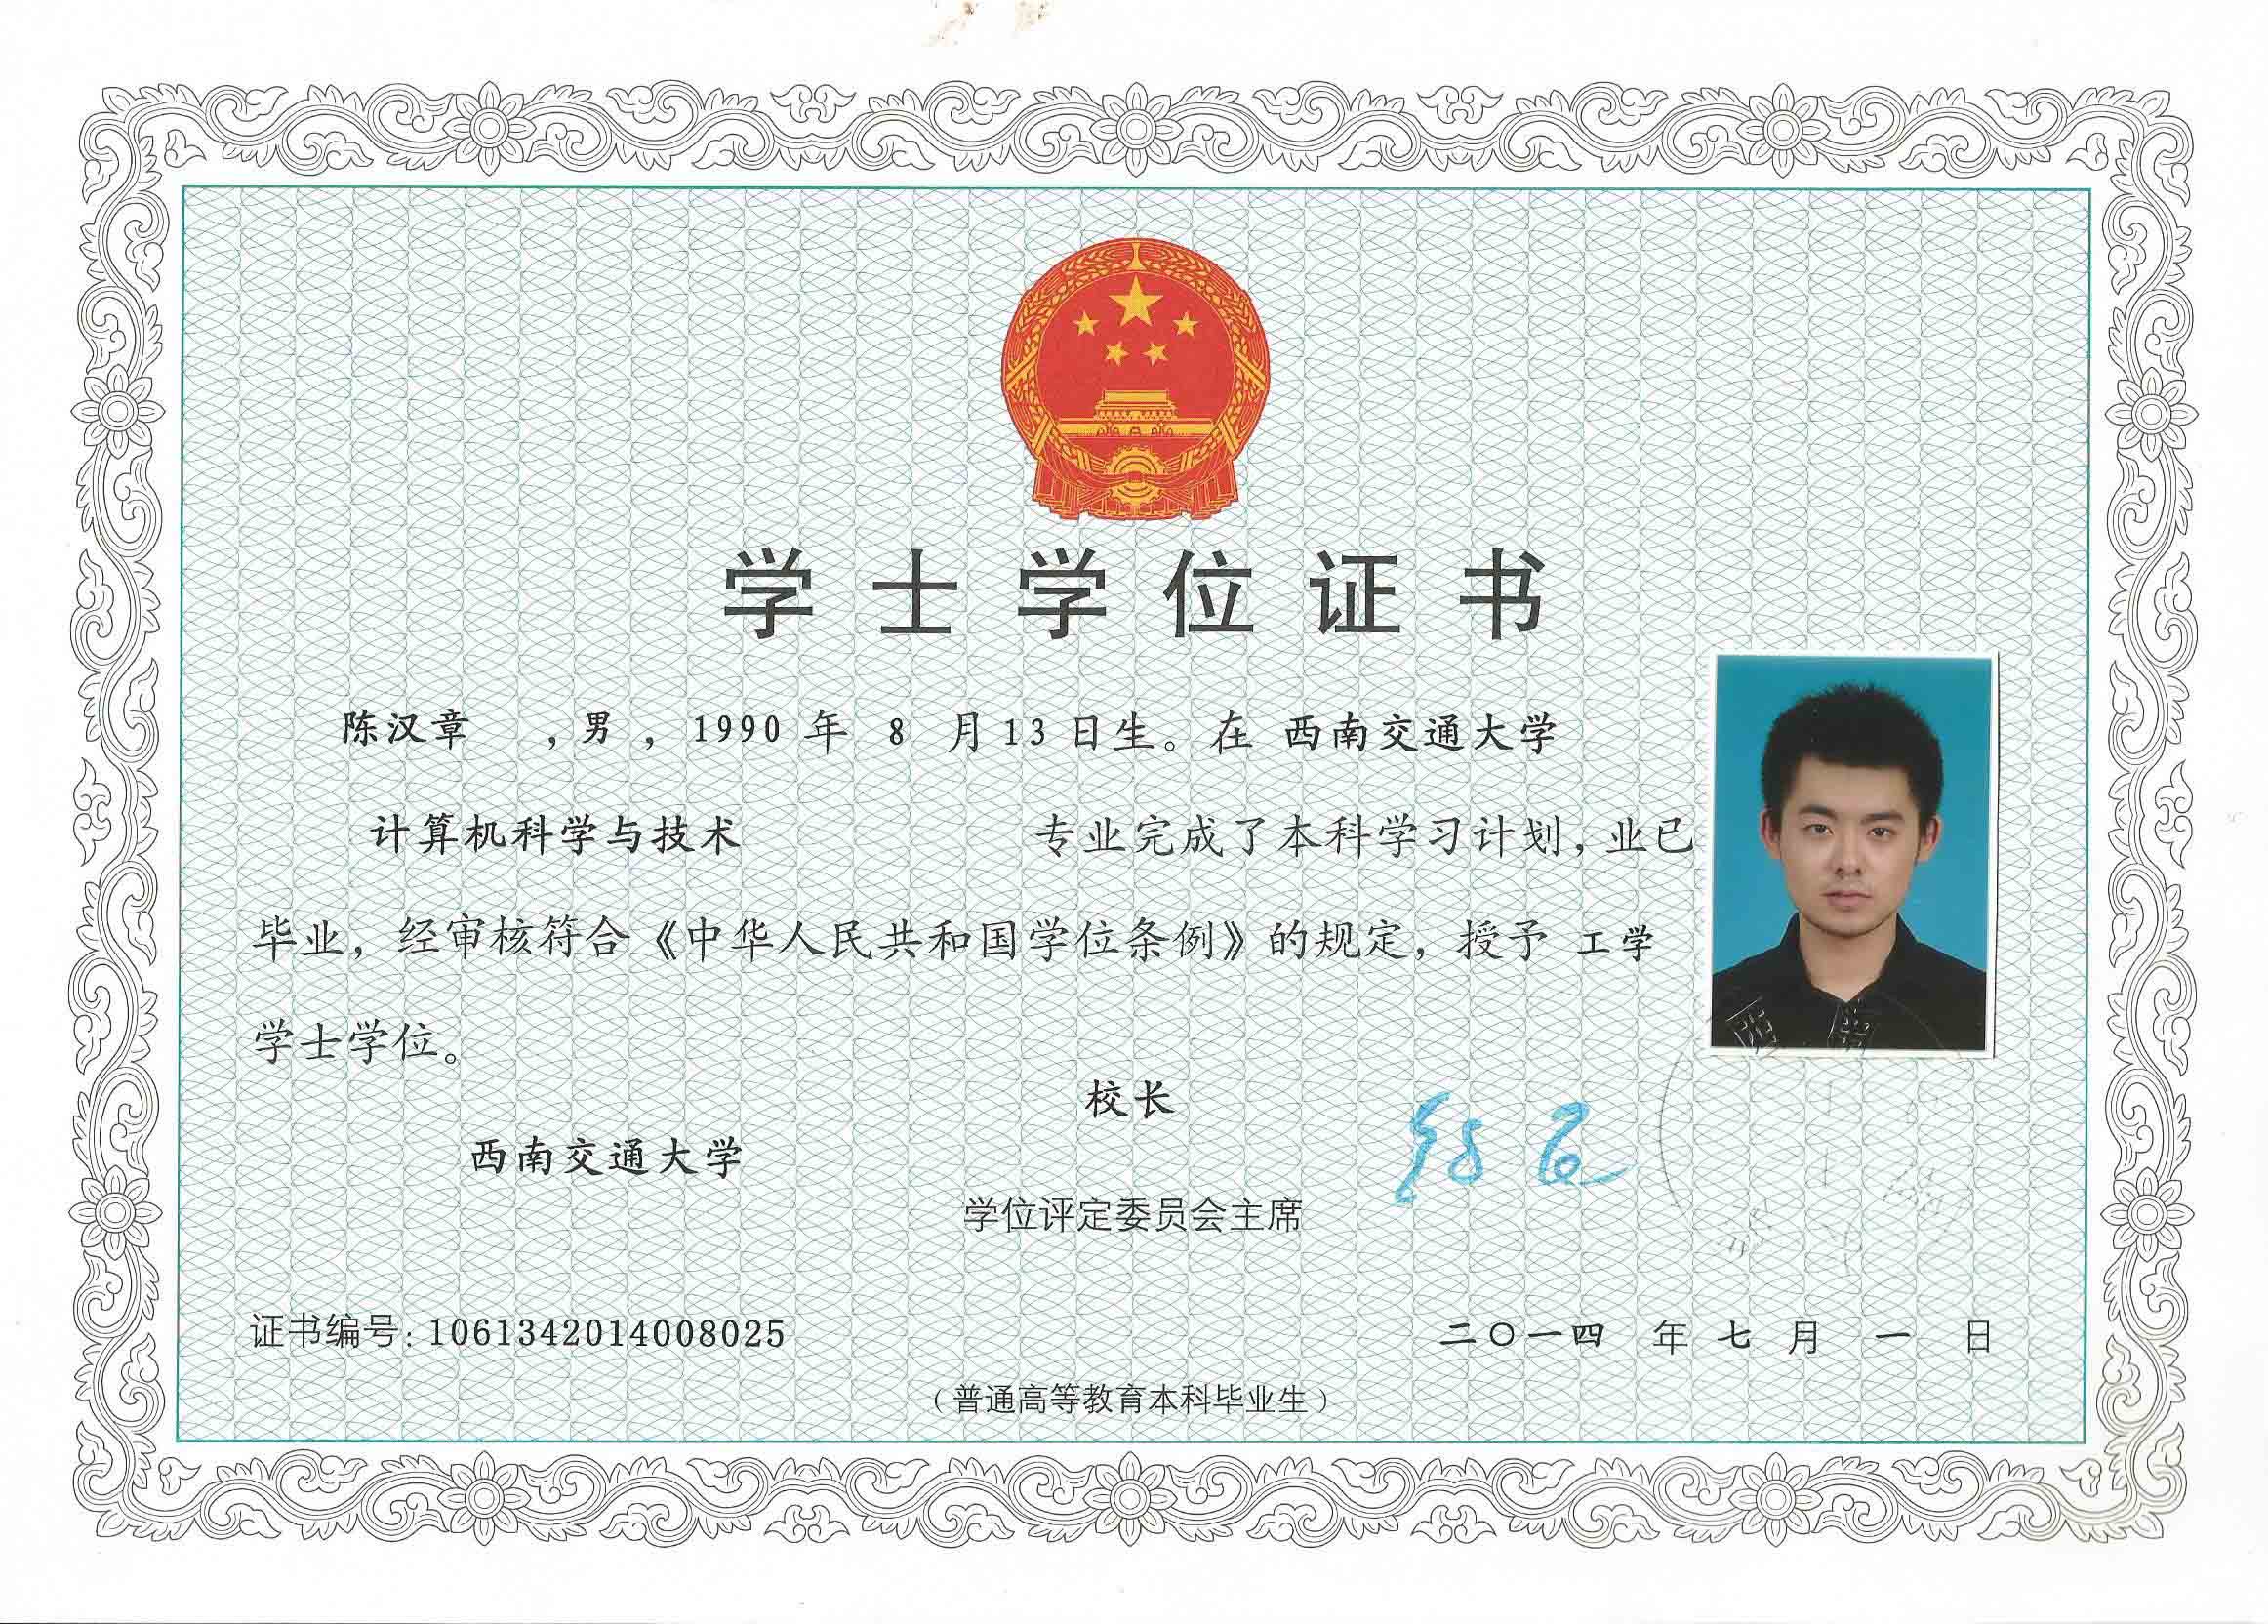 学士学位证书
陈汉章 ,男 , 1990 年 8 月 13 日生。在 西南交通大学
计算机科学与技术 专业完成了本科学习计划,业已
毕业,经审核符合《中华人民共和国学位条例》的规定,授予 工学
学士学位。
校长
西南交通大学
学位评定委员会主席
证书编号: 1061342014008025
二〇一四 年 七 月 一 日
（普通高等教育本科毕业生）